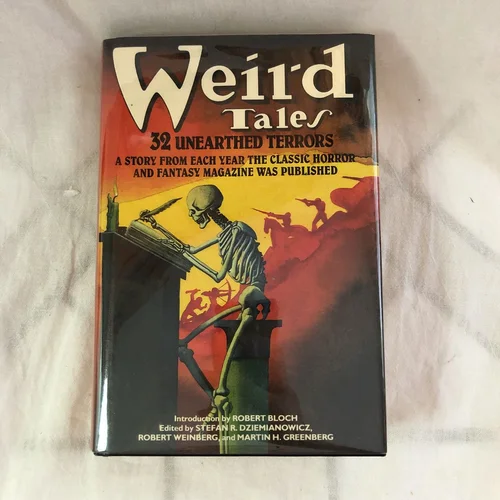 Weird
Tales
32 UNEARTHED TERRORS
A STORY FROM EACH YEAR THE CLASSIC HORROR
AND FANTASY MAGAZINE WAS PUBLISHED
Introduction by ROBERT BLOCH
Edited by STEFAN R. DZIEMIANOWICZ,
ROBERT WEINBERG, and MARTIN H. GREENBERG